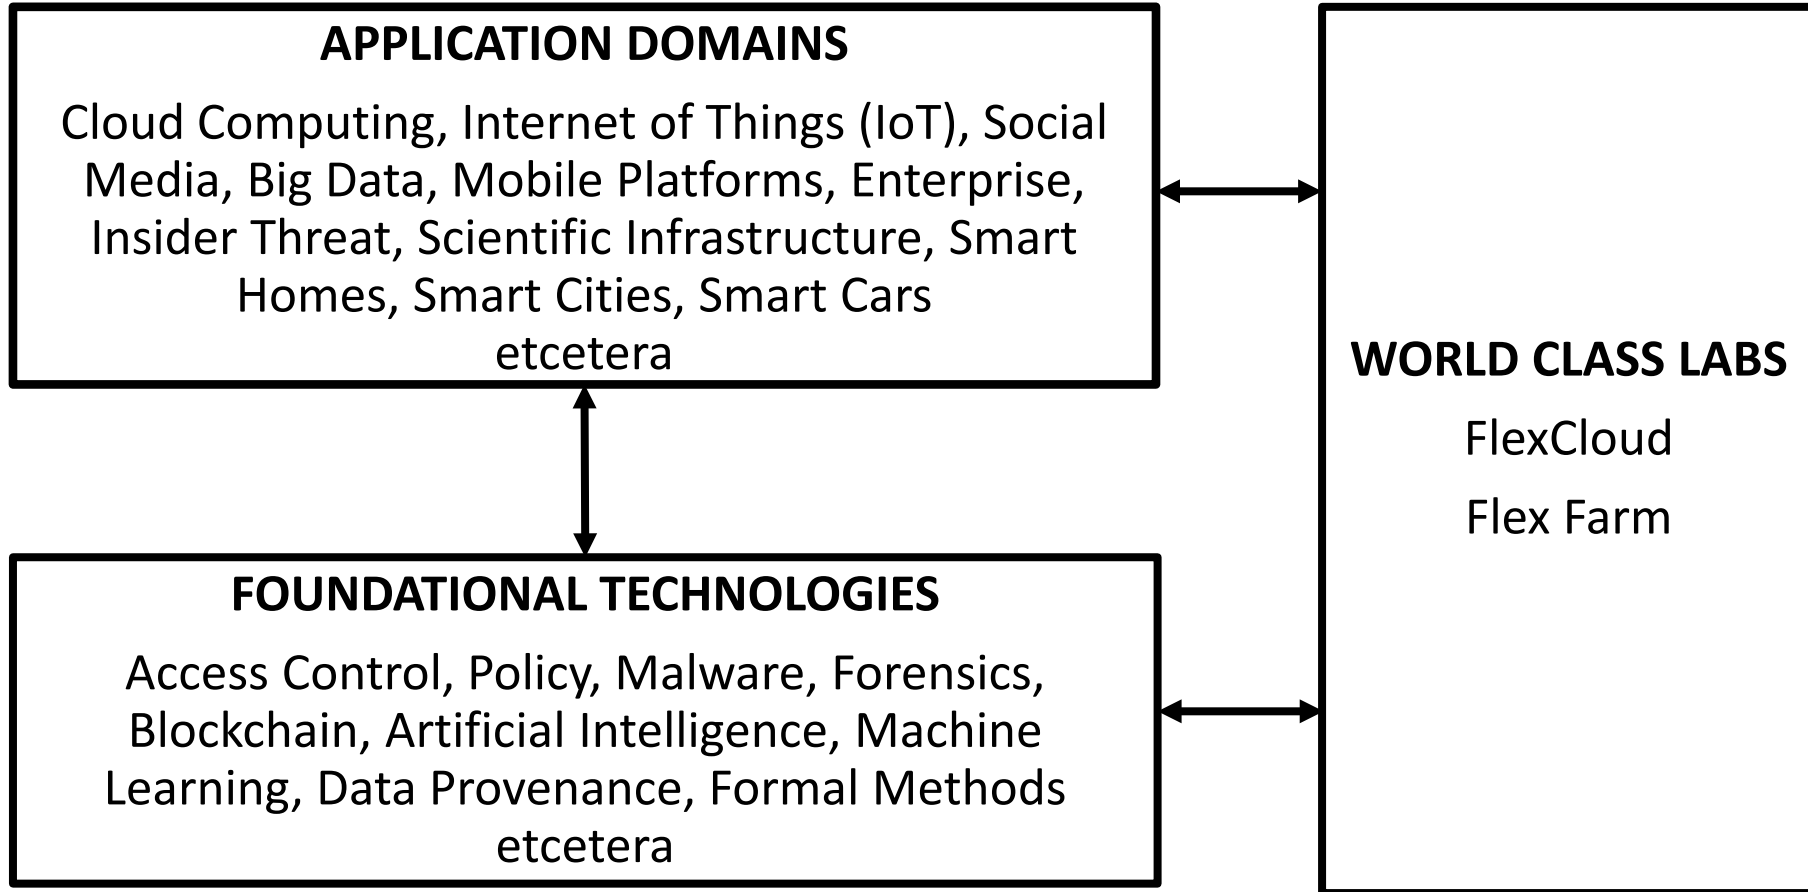 APPLICATION DOMAINS
Cloud Computing, Internet of Things (IoT), Social
Media, Big Data, Mobile Platforms, Enterprise,
Insider Threat, Scientific Infrastructure, Smart
Homes, Smart Cities, Smart Cars
etcetera
FOUNDATIONAL TECHNOLOGIES
Access Control, Policy, Malware, Forensics,
Blockchain, Artificial Intelligence, Machine
Learning, Data Provenance, Formal Methods
etcetera
WORLD CLASS LABS
FlexCloud
Flex Farm